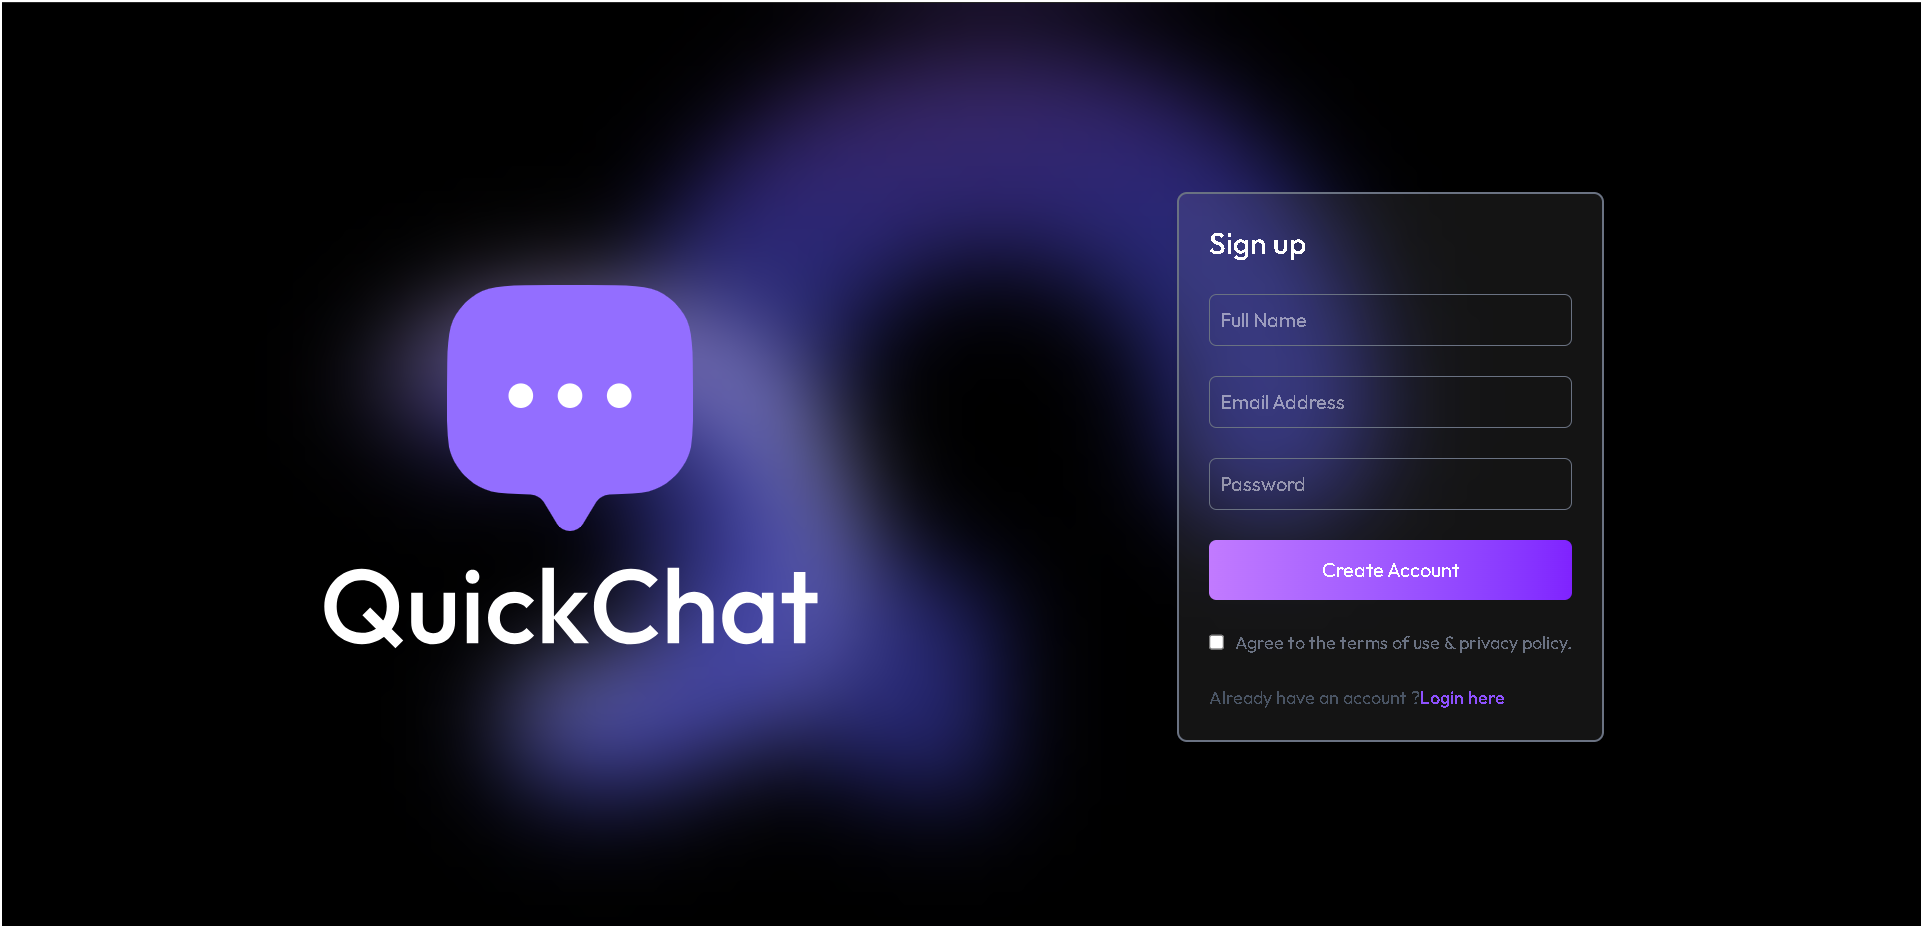 QuickChat
Sign up
Full Name
Email Address
Password
Create Account
Agree to the terms of use & privacy policy.
Already have an account ?Login here